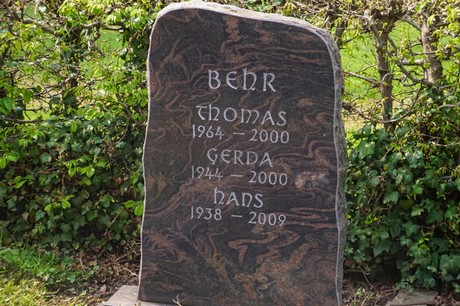 BEHR
THOMAS
1964 – 2000
GERDA
1944 – 2000
HANS
1938 – 2009